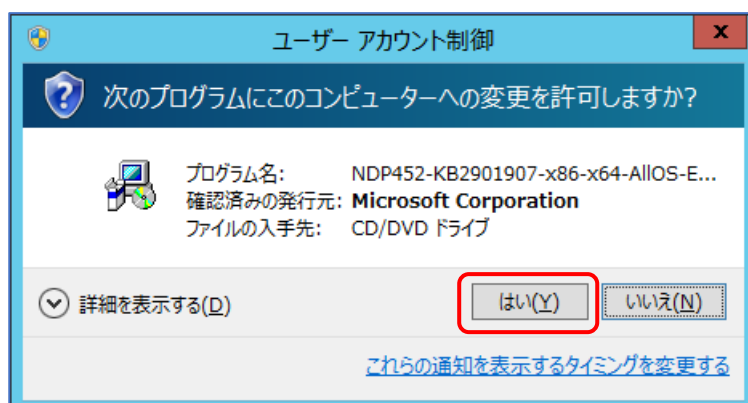 ユーザー アカウント制御
次のプログラムにこのコンピューターへの変更を許可しますか?
プログラム名: NDP452-KB2901907-x86-x64-AllOS-E...
確認済みの発行元: Microsoft Corporation
ファイルの入手先: CD/DVD ドライブ
詳細を表示する(D) はい(Y) いいえ(N)
これらの通知を表示するタイミングを変更する